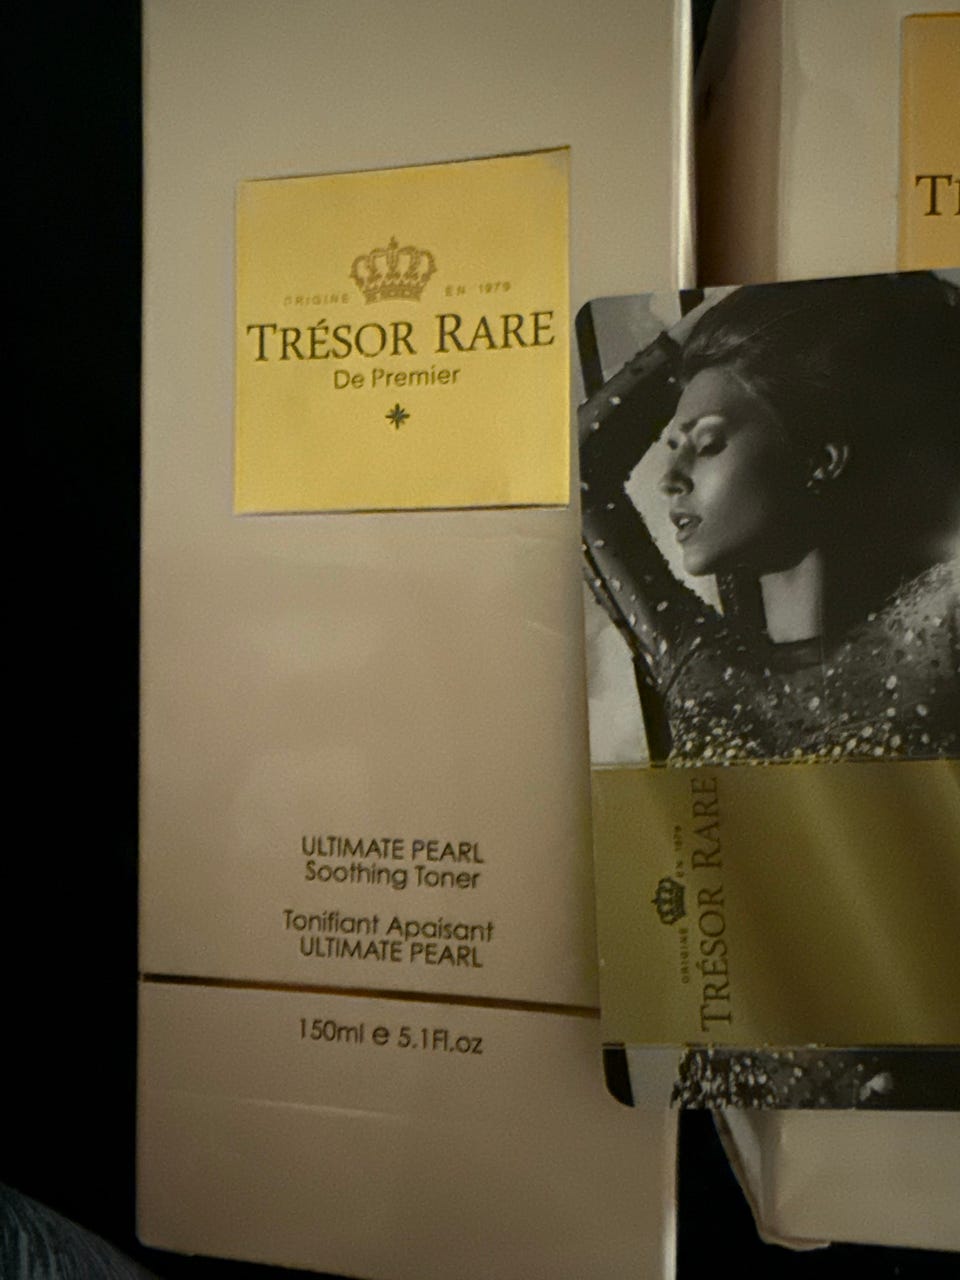 ORIGINE EN 1979
TRÉSOR RARE
De Premier
ULTIMATE PEARL
Soothing Toner
Tonifiant Apaisant
ULTIMATE PEARL
150ml e 5.1Fl.oz
ORIGINE EN 1979
TRÉSOR RARE